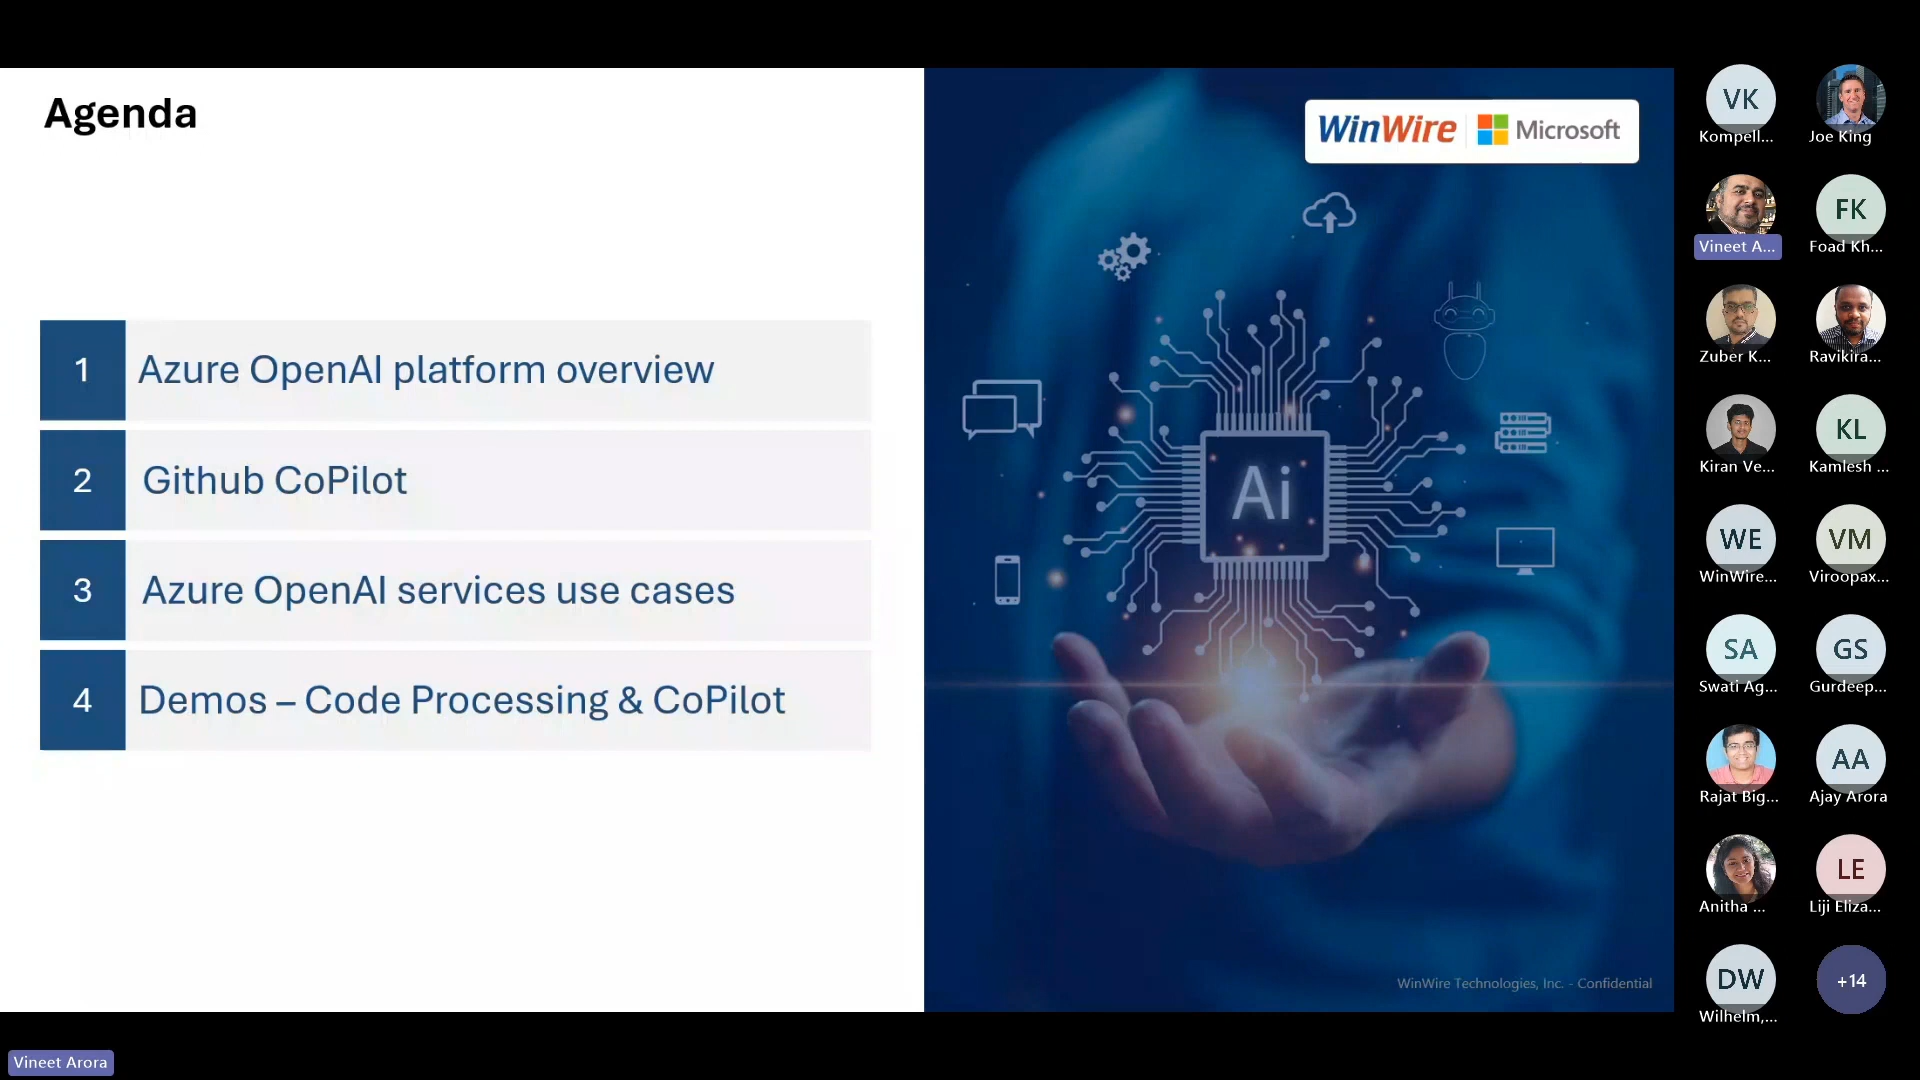 Agenda
1 Azure OpenAI platform overview
2 Github CoPilot
3 Azure OpenAI services use cases
4 Demos – Code Processing & CoPilot
WinWire Microsoft
Ai
WinWire Technologies, Inc. - Confidential
VK
Kompell...
Joe King
Vineet A...
FK
Foad Kh...
Zuber K...
Ravikira...
Kiran Ve...
KL
Kamlesh ...
WE
WinWire...
VM
Viroopax...
SA
Swati Ag...
GS
Gurdeep...
Rajat Big...
AA
Ajay Arora
Anitha ...
LE
Liji Eliza...
DW
Wilhelm,...
+14
Vineet Arora